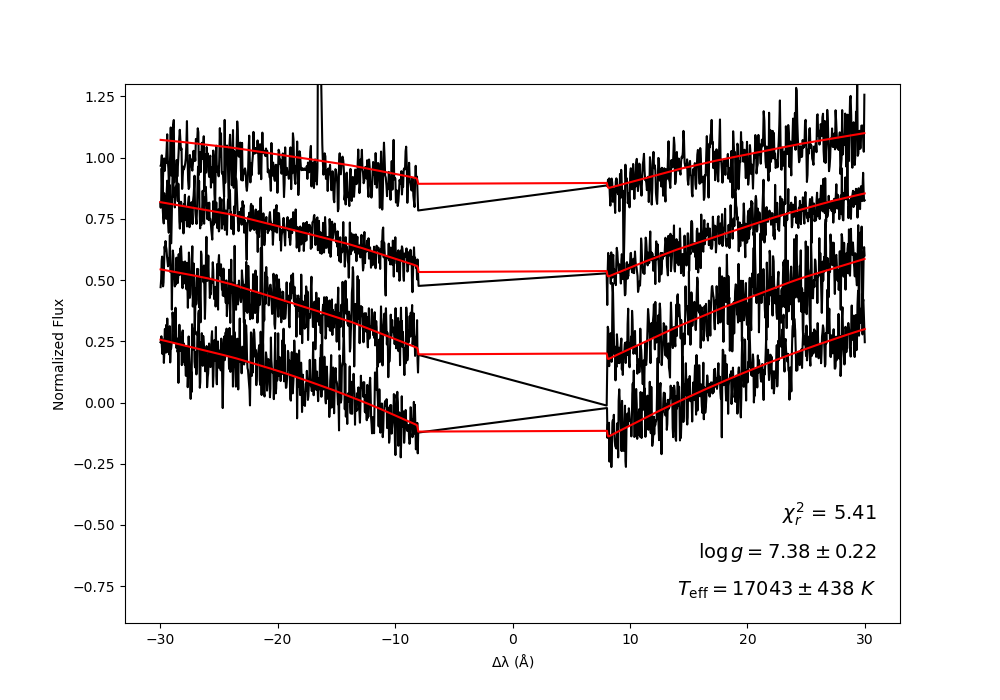 1.25
1.00
0.75
0.50
0.25
0.00
−0.25
−0.50
−0.75
Normalized Flux
χ²ᵣ = 5.41
log g = 7.38 ± 0.22
T_eff = 17043 ± 438 K
−30 −20 −10 0 10 20 30
Δλ (Å)